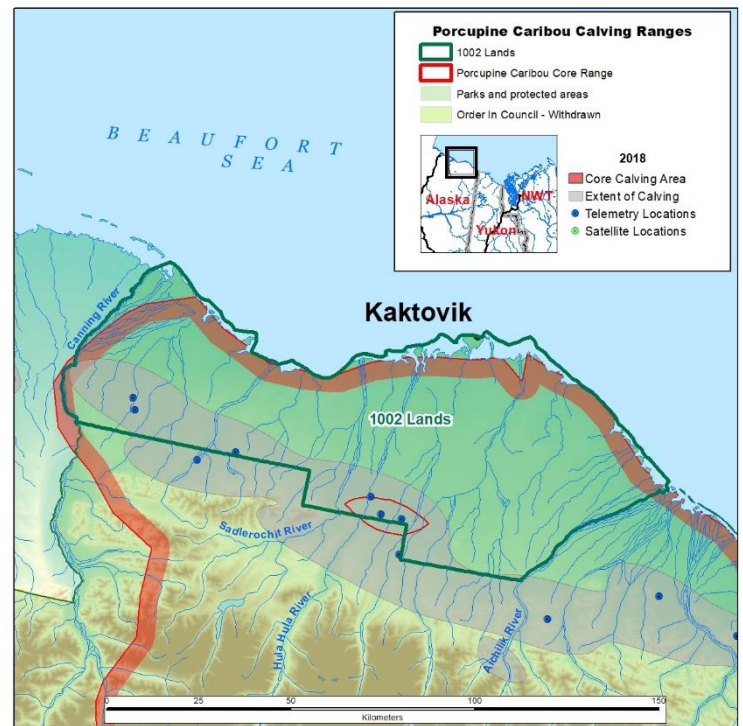 Porcupine Caribou Calving Ranges
1002 Lands
Porcupine Caribou Core Range
Parks and protected areas
Order In Council - Withdrawn
Alaska
NWT
Yukon
2018
Core Calving Area
Extent of Calving
Telemetry Locations
Satellite Locations
BEAUFORT
SEA
Canning River
Kaktovik
1002 Lands
Sadlerochit River
Hula Hula River
Aichilik River
0 25 50 100 150
Kilometers